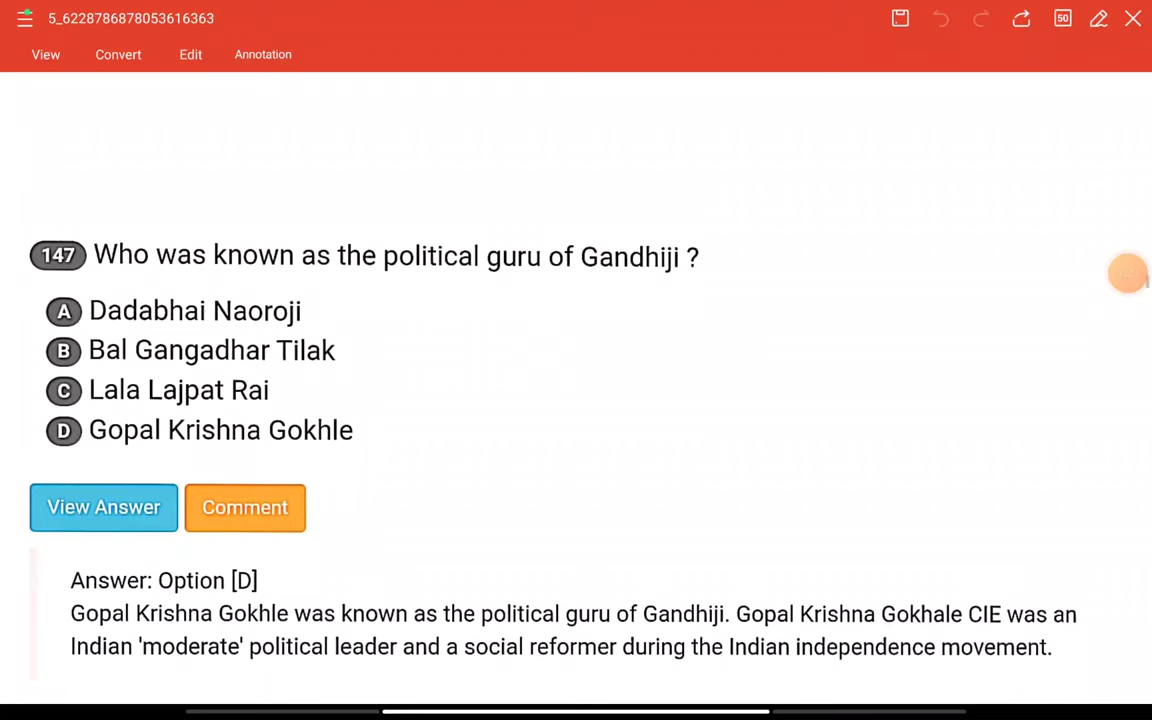 5_6228786878053616363
50
View Convert Edit Annotation
147 Who was known as the political guru of Gandhiji ?
A Dadabhai Naoroji
B Bal Gangadhar Tilak
C Lala Lajpat Rai
D Gopal Krishna Gokhle
View Answer Comment
Answer: Option [D]
Gopal Krishna Gokhle was known as the political guru of Gandhiji. Gopal Krishna Gokhale CIE was an
Indian 'moderate' political leader and a social reformer during the Indian independence movement.